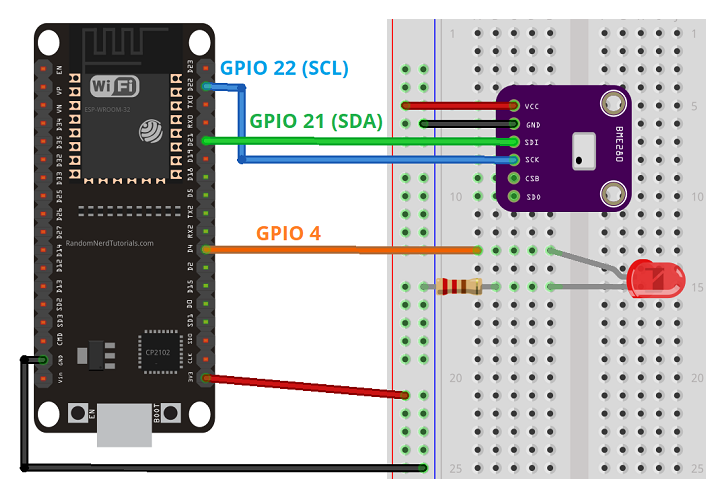 GPIO 22 (SCL)
GPIO 21 (SDA)
GPIO 4
WiFi
ESP-WROOM-32
RandomNerdTutorials.com
CP2102
EN
VP
VN
D34
D35
D32
D33
D25
D26
D27
D14
D12
D13
SD2
SD3
CMD
GND
Vin
D23
D22
TX0
RX0
D21
D19
D18
D5
TX2
RX2
D4
D2
D15
SD1
D0
SD0
CLK
3V3
EN
BOOT
VCC
GND
SDI
SCK
CSB
SDO
BME280
1
5
10
15
20
25
1
5
10
15
20
25